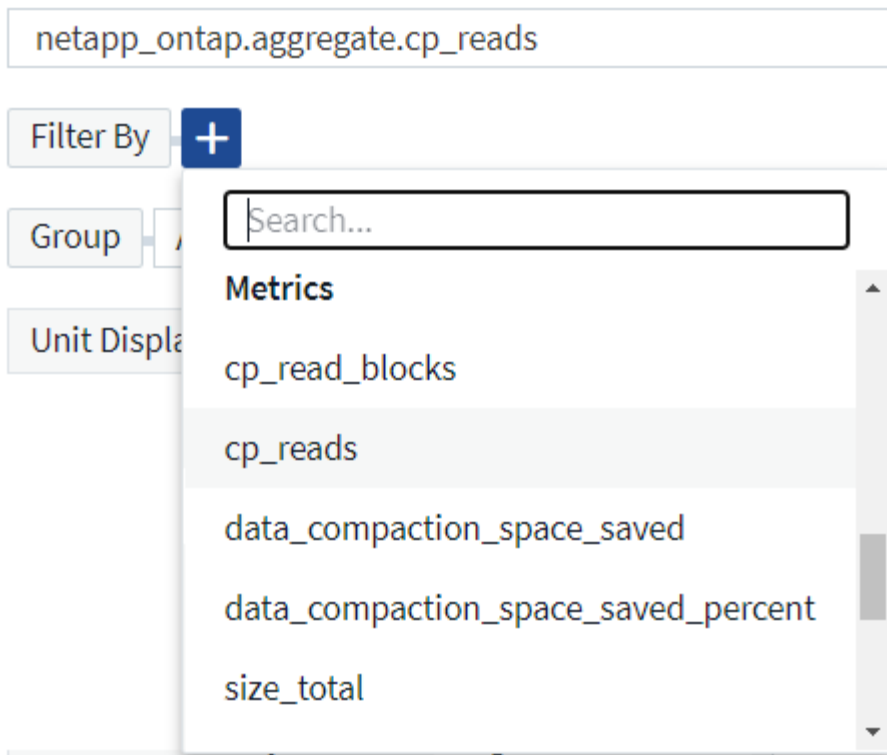 netapp_ontap.aggregate.cp_reads
Filter By +
Search...
Group
Metrics
Unit Displa
cp_read_blocks
cp_reads
data_compaction_space_saved
data_compaction_space_saved_percent
size_total